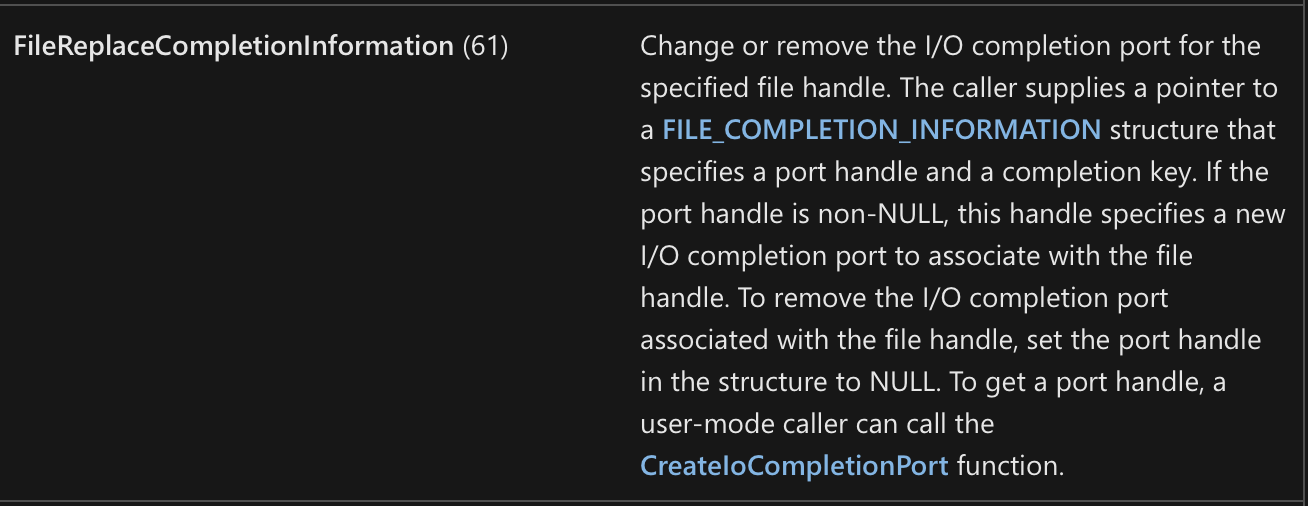 FileReplaceCompletionInformation (61)
Change or remove the I/O completion port for the
specified file handle. The caller supplies a pointer to
a FILE_COMPLETION_INFORMATION structure that
specifies a port handle and a completion key. If the
port handle is non-NULL, this handle specifies a new
I/O completion port to associate with the file
handle. To remove the I/O completion port
associated with the file handle, set the port handle
in the structure to NULL. To get a port handle, a
user-mode caller can call the
CreateIoCompletionPort function.